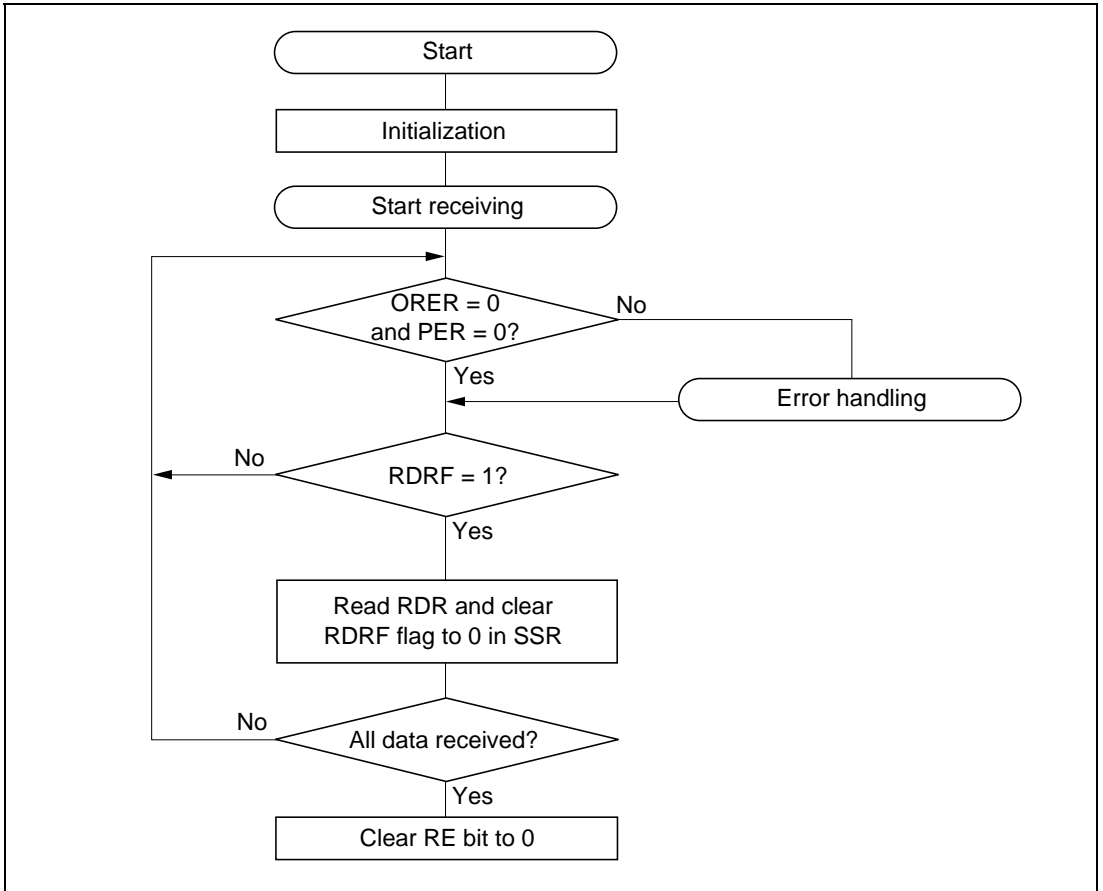 Start
Initialization
Start receiving
ORER = 0
and PER = 0?
No
Yes
Error handling
No
RDRF = 1?
Yes
Read RDR and clear
RDRF flag to 0 in SSR
No
All data received?
Yes
Clear RE bit to 0